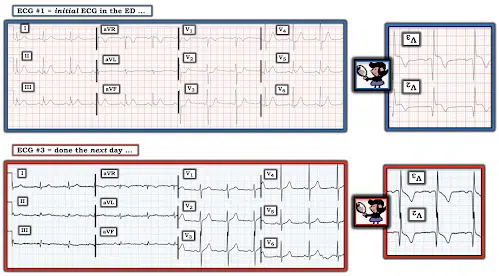 ECG #1 – initial ECG in the ED ...
I
aVR
V1
V4
II
aVL
V2
V5
III
aVF
V3
V6
V3
V2
ECG #3 – done the next day ...
I
aVR
V1
V4
II
aVL
V2
V5
III
aVF
V3
V6
V3
V2